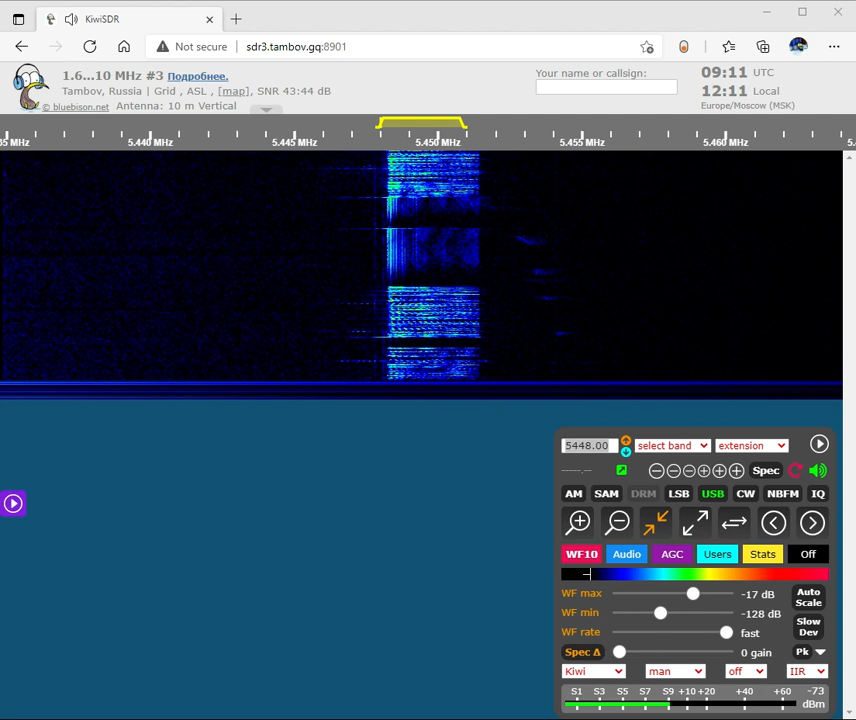 KiwiSDR
Not secure
sdr3.tambov.gq:8901
1.6...10 MHz #3 Подробнее.
Tambov, Russia | Grid , ASL , [map], SNR 43:44 dB
© bluebison.net Antenna: 10 m Vertical
Your name or callsign:
09:11 UTC
12:11 Local
Europe/Moscow (MSK)
35 MHz 5.440 MHz 5.445 MHz 5.450 MHz 5.455 MHz 5.460 MHz
5448.00 select band extension
-----.--
Spec
AM SAM DRM LSB USB CW NBFM IQ
WF10 Audio AGC Users Stats Off
WF max -17 dB Auto Scale
WF min -128 dB
WF rate fast Slow Dev
Spec Δ 0 gain Pk
Kiwi man off IIR
S1 S3 S5 S7 S9 +10 +20 +40 +60 -73 dBm